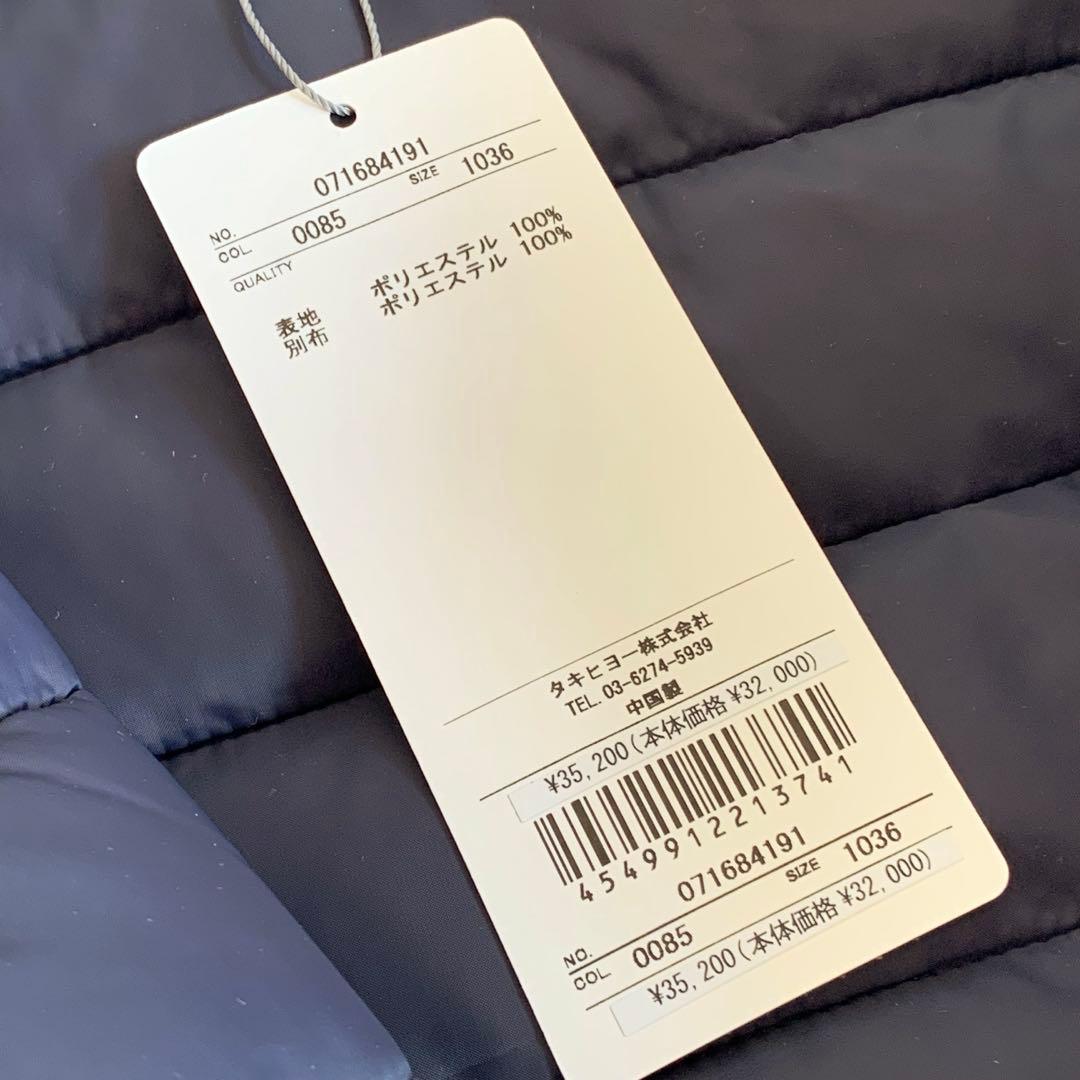 NO. 071684191
COL. 0085 SIZE 1036
QUALITY
表地 ポリエステル 100%
別布 ポリエステル 100%
タキヒヨー株式会社
TEL. 03-6274-5939
中国製
¥35,200(本体価格 ¥32,000)
4549912213741
NO. 071684191
COL 0085 SIZE 1036
¥35,200(本体価格 ¥32,000)